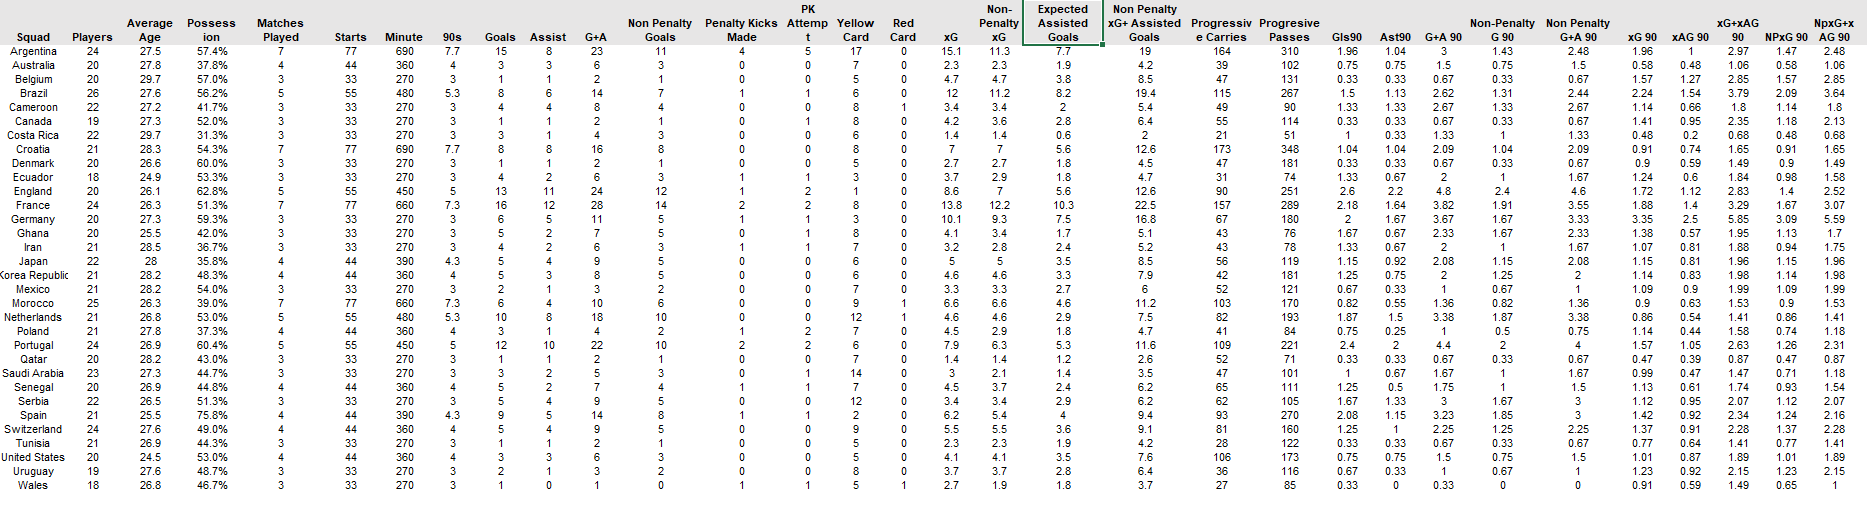 PK Non- Expected Non Penalty
Average Possess Matches Non Penalty Penalty Kicks Attemp Yellow Red Penalty Assisted xG+ Assisted Progressiv Progresive Non-Penalty Non Penalty xG+xAG NpxG+x
Squad Players Age ion Played Starts Minute 90s Goals Assist G+A Goals Made t Card Card xG xG Goals Goals e Carries Passes Gls90 Ast90 G+A 90 G 90 G+A 90 xG 90 xAG 90 90 NPxG 90 AG 90
Argentina 24 27.5 57.4% 7 77 690 7.7 15 8 23 11 4 5 17 0 15.1 11.3 7.7 19 164 310 1.96 1.04 3 1.43 2.48 1.96 1 2.97 1.47 2.48
Australia 20 27.8 37.8% 4 44 360 4 3 3 6 3 0 0 7 0 2.3 2.3 1.9 4.2 39 102 0.75 0.75 1.5 0.75 1.5 0.58 0.48 1.06 0.58 1.06
Belgium 20 29.7 57.0% 3 33 270 3 1 1 2 1 0 1 5 0 4.7 4.7 3.8 8.5 47 131 0.33 0.33 0.67 0.33 0.67 1.57 1.27 2.85 1.57 2.85
Brazil 26 27.6 56.2% 5 55 480 5.3 8 6 14 7 1 1 6 0 12 11.2 8.2 19.4 115 267 1.5 1.13 2.62 1.31 2.44 2.24 1.54 3.79 2.09 3.64
Cameroon 22 27.2 41.7% 3 33 270 3 4 4 8 4 0 0 8 1 3.4 3.4 2 5.4 49 90 1.33 1.33 2.67 1.33 2.67 1.14 0.66 1.8 1.14 1.8
Canada 19 27.3 52.0% 3 33 270 3 1 1 2 1 0 1 8 0 4.2 3.6 2.8 6.4 55 114 0.33 0.33 0.67 0.33 0.67 1.41 0.95 2.35 1.18 2.13
Costa Rica 22 29.7 31.3% 3 33 270 3 3 1 4 3 0 0 6 0 1.4 1.4 0.6 2 21 51 1 0.33 1.33 1 1.33 0.48 0.2 0.68 0.48 0.68
Croatia 21 28.3 54.3% 7 77 690 7.7 8 8 16 8 0 0 8 0 7 7 5.6 12.6 173 348 1.04 1.04 2.09 1.04 2.09 0.91 0.74 1.65 0.91 1.65
Denmark 20 26.6 60.0% 3 33 270 3 1 1 2 1 0 0 5 0 2.7 2.7 1.8 4.5 47 181 0.33 0.33 0.67 0.33 0.67 0.9 0.59 1.49 0.9 1.49
Ecuador 18 24.9 53.3% 3 33 270 3 4 2 6 3 1 1 3 0 3.7 2.9 1.8 4.7 31 74 1.33 0.67 2 1 1.67 1.24 0.6 1.84 0.98 1.58
England 20 26.1 62.8% 5 55 450 5 13 11 24 12 1 2 1 0 8.6 7 5.6 12.6 90 251 2.6 2.2 4.8 2.4 4.6 1.72 1.12 2.83 1.4 2.52
France 24 26.3 51.3% 7 77 660 7.3 16 12 28 14 2 2 8 0 13.8 12.2 10.3 22.5 157 289 2.18 1.64 3.82 1.91 3.55 1.88 1.4 3.29 1.67 3.07
Germany 20 27.3 59.3% 3 33 270 3 6 5 11 5 1 1 3 0 10.1 9.3 7.5 16.8 67 180 2 1.67 3.67 1.67 3.33 3.35 2.5 5.85 3.09 5.59
Ghana 20 25.5 42.0% 3 33 270 3 5 2 7 5 0 1 8 0 4.1 3.4 1.7 5.1 43 76 1.67 0.67 2.33 1.67 2.33 1.38 0.57 1.95 1.13 1.7
Iran 21 28.5 36.7% 3 33 270 3 4 2 6 3 1 1 7 0 3.2 2.8 2.4 5.2 43 78 1.33 0.67 2 1 1.67 1.07 0.81 1.88 0.94 1.75
Japan 22 28 35.8% 4 44 390 4.3 5 4 9 5 0 0 6 0 5 5 3.5 8.5 56 119 1.15 0.92 2.08 1.15 2.08 1.15 0.81 1.96 1.15 1.96
Korea Republic 21 28.2 48.3% 4 44 360 4 5 3 8 5 0 0 6 0 4.6 4.6 3.3 7.9 42 181 1.25 0.75 2 1.25 2 1.14 0.83 1.98 1.14 1.98
Mexico 21 28.2 54.0% 3 33 270 3 2 1 3 2 0 0 7 0 3.3 3.3 2.7 6 52 121 0.67 0.33 1 0.67 1 1.09 0.9 1.99 1.09 1.99
Morocco 25 26.3 39.0% 7 77 660 7.3 6 4 10 6 0 0 9 1 6.6 6.6 4.6 11.2 103 170 0.82 0.55 1.36 0.82 1.36 0.9 0.63 1.53 0.9 1.53
Netherlands 21 26.8 53.0% 5 55 480 5.3 10 8 18 10 0 0 12 1 4.6 4.6 2.9 7.5 82 193 1.87 1.5 3.38 1.87 3.38 0.86 0.54 1.41 0.86 1.41
Poland 21 27.8 37.3% 4 44 360 4 3 1 4 2 1 2 7 0 4.5 2.9 1.8 4.7 41 84 0.75 0.25 1 0.5 0.75 1.14 0.44 1.58 0.74 1.18
Portugal 24 26.9 60.4% 5 55 450 5 12 10 22 10 2 2 6 0 7.9 6.3 5.3 11.6 109 221 2.4 2 4.4 2 4 1.57 1.05 2.63 1.26 2.31
Qatar 20 28.2 43.0% 3 33 270 3 1 1 2 1 0 0 7 0 1.4 1.4 1.2 2.6 52 71 0.33 0.33 0.67 0.33 0.67 0.47 0.39 0.87 0.47 0.87
Saudi Arabia 23 27.3 44.7% 3 33 270 3 3 2 5 3 0 1 14 0 3 2.1 1.4 3.5 47 101 1 0.67 1.67 1 1.67 0.99 0.47 1.47 0.71 1.18
Senegal 20 26.9 44.8% 4 44 360 4 5 2 7 4 1 1 7 0 4.5 3.7 2.4 6.2 65 111 1.25 0.5 1.75 1 1.5 1.13 0.61 1.74 0.93 1.54
Serbia 22 26.5 51.3% 3 33 270 3 5 4 9 5 0 0 12 0 3.4 3.4 2.9 6.2 62 105 1.67 1.33 3 1.67 3 1.12 0.95 2.07 1.12 2.07
Spain 21 25.5 75.8% 4 44 390 4.3 9 5 14 8 1 1 2 0 6.2 5.4 4 9.4 93 270 2.08 1.15 3.23 1.85 3 1.42 0.92 2.34 1.24 2.16
Switzerland 24 27.6 49.0% 4 44 360 4 5 4 9 5 0 0 9 0 5.5 5.5 3.6 9.1 81 160 1.25 1 2.25 1.25 2.25 1.37 0.91 2.28 1.37 2.28
Tunisia 21 26.9 44.3% 3 33 270 3 1 1 2 1 0 0 5 0 2.3 2.3 1.9 4.2 28 122 0.33 0.33 0.67 0.33 0.67 0.77 0.64 1.41 0.77 1.41
United States 20 24.5 53.0% 4 44 360 4 3 3 6 3 0 0 5 0 4.1 4.1 3.5 7.6 106 173 0.75 0.75 1.5 0.75 1.5 1.01 0.87 1.89 1.01 1.89
Uruguay 19 27.6 48.7% 3 33 270 3 2 1 3 2 0 0 8 0 3.7 3.7 2.8 6.4 36 116 0.67 0.33 1 0.67 1 1.23 0.92 2.15 1.23 2.15
Wales 18 26.8 46.7% 3 33 270 3 1 0 1 0 1 1 5 1 2.7 1.9 1.8 3.7 27 85 0.33 0 0.33 0 0 0.91 0.59 1.49 0.65 1